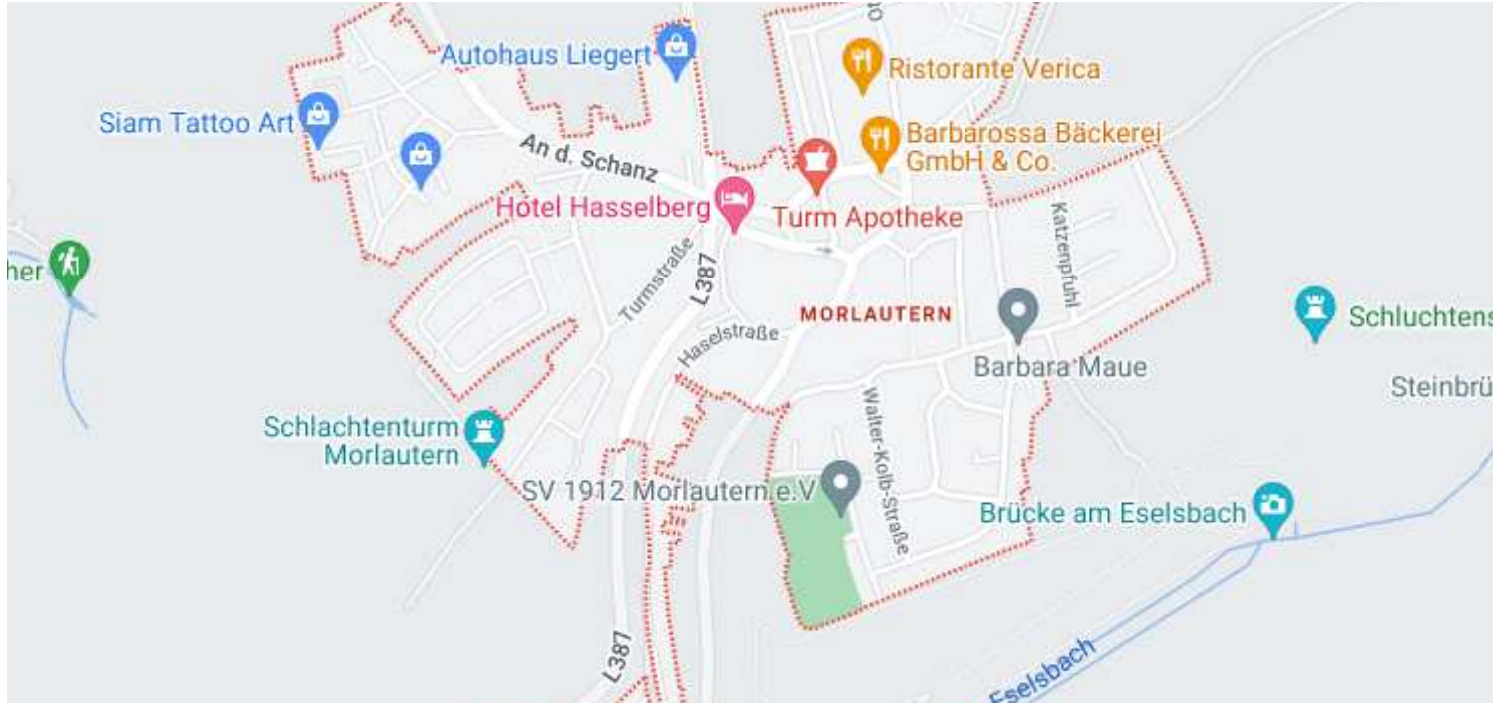 Autohaus Liegert
Ristorante Verica
Siam Tattoo Art
Barbarossa Bäckerei
GmbH & Co.
An d. Schanz
Hotel Hasselberg
Turm Apotheke
Katzenpfuhl
her
Turmstraße
L387
MORLAUTERN
Schluchtens
Haselstraße
Barbara Maue
Steinbrü
Schlachtenturm
Morlautern
Walter-Kolb-Straße
SV 1912 Morlautern e.V
Brücke am Eselsbach
L387
Eselsbach